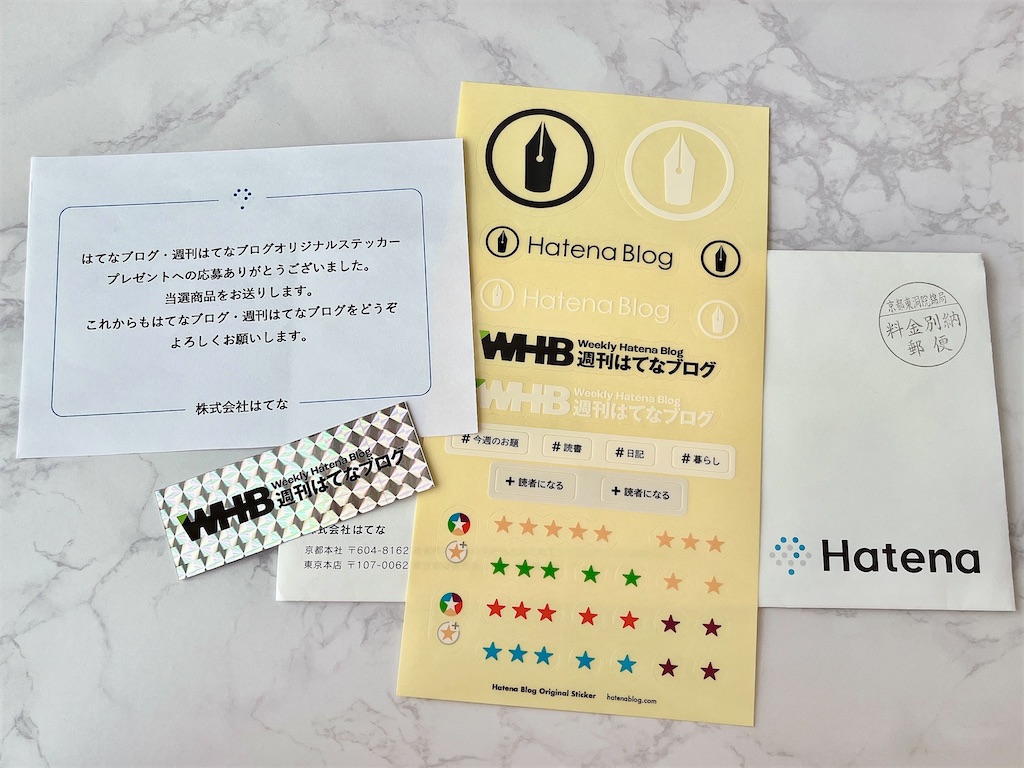 はてなブログ・週刊はてなブログオリジナルステッカー
プレゼントへの応募ありがとうございました。
当選商品をお送りします。
これからもはてなブログ・週刊はてなブログをどうぞ
よろしくお願いします。
株式会社はてな
WHB Weekly Hatena Blog
週刊はてなブログ
Hatena Blog
Hatena Blog
WHB Weekly Hatena Blog
週刊はてなブログ
WHB Weekly Hatena Blog
週刊はてなブログ
# 今週のお題 # 読書 # 日記 # 暮らし
+ 読者になる + 読者になる
Hatena Blog Original Sticker hatenablog.com
株式会社はてな
京都本社 〒604-8162
東京本店 〒107-0062
京都東洞院錦局
料金別納
郵便
Hatena